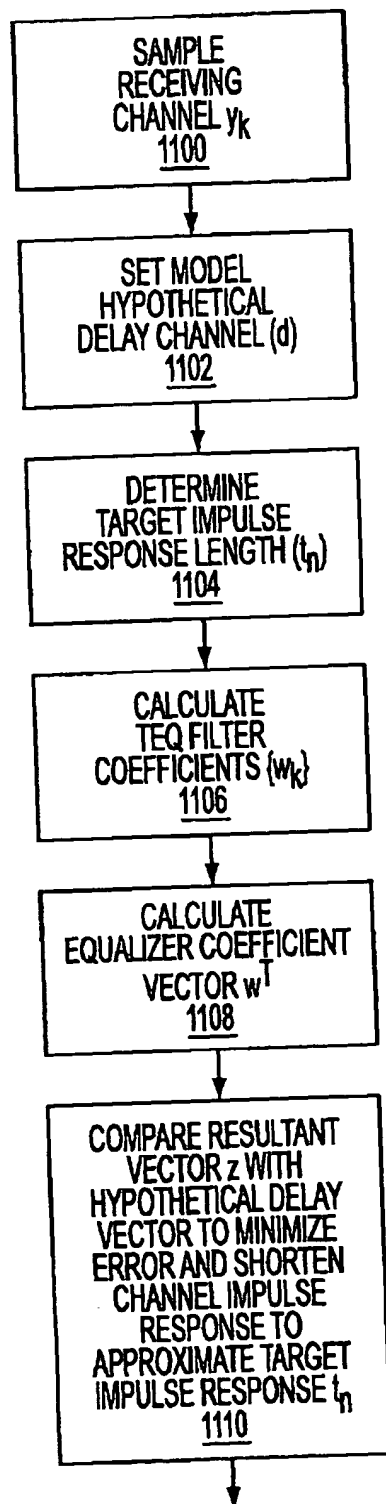 SAMPLE
RECEIVING
CHANNEL yk
1100
SET MODEL
HYPOTHETICAL
DELAY CHANNEL (d)
1102
DETERMINE
TARGET IMPULSE
RESPONSE LENGTH (tn)
1104
CALCULATE
TEQ FILTER
COEFFICIENTS {wk}
1106
CALCULATE
EQUALIZER COEFFICIENT
VECTOR wT
1108
COMPARE RESULTANT
VECTOR z WITH
HYPOTHETICAL DELAY
VECTOR TO MINIMIZE
ERROR AND SHORTEN
CHANNEL IMPULSE
RESPONSE TO
APPROXIMATE TARGET
IMPULSE RESPONSE tn
1110